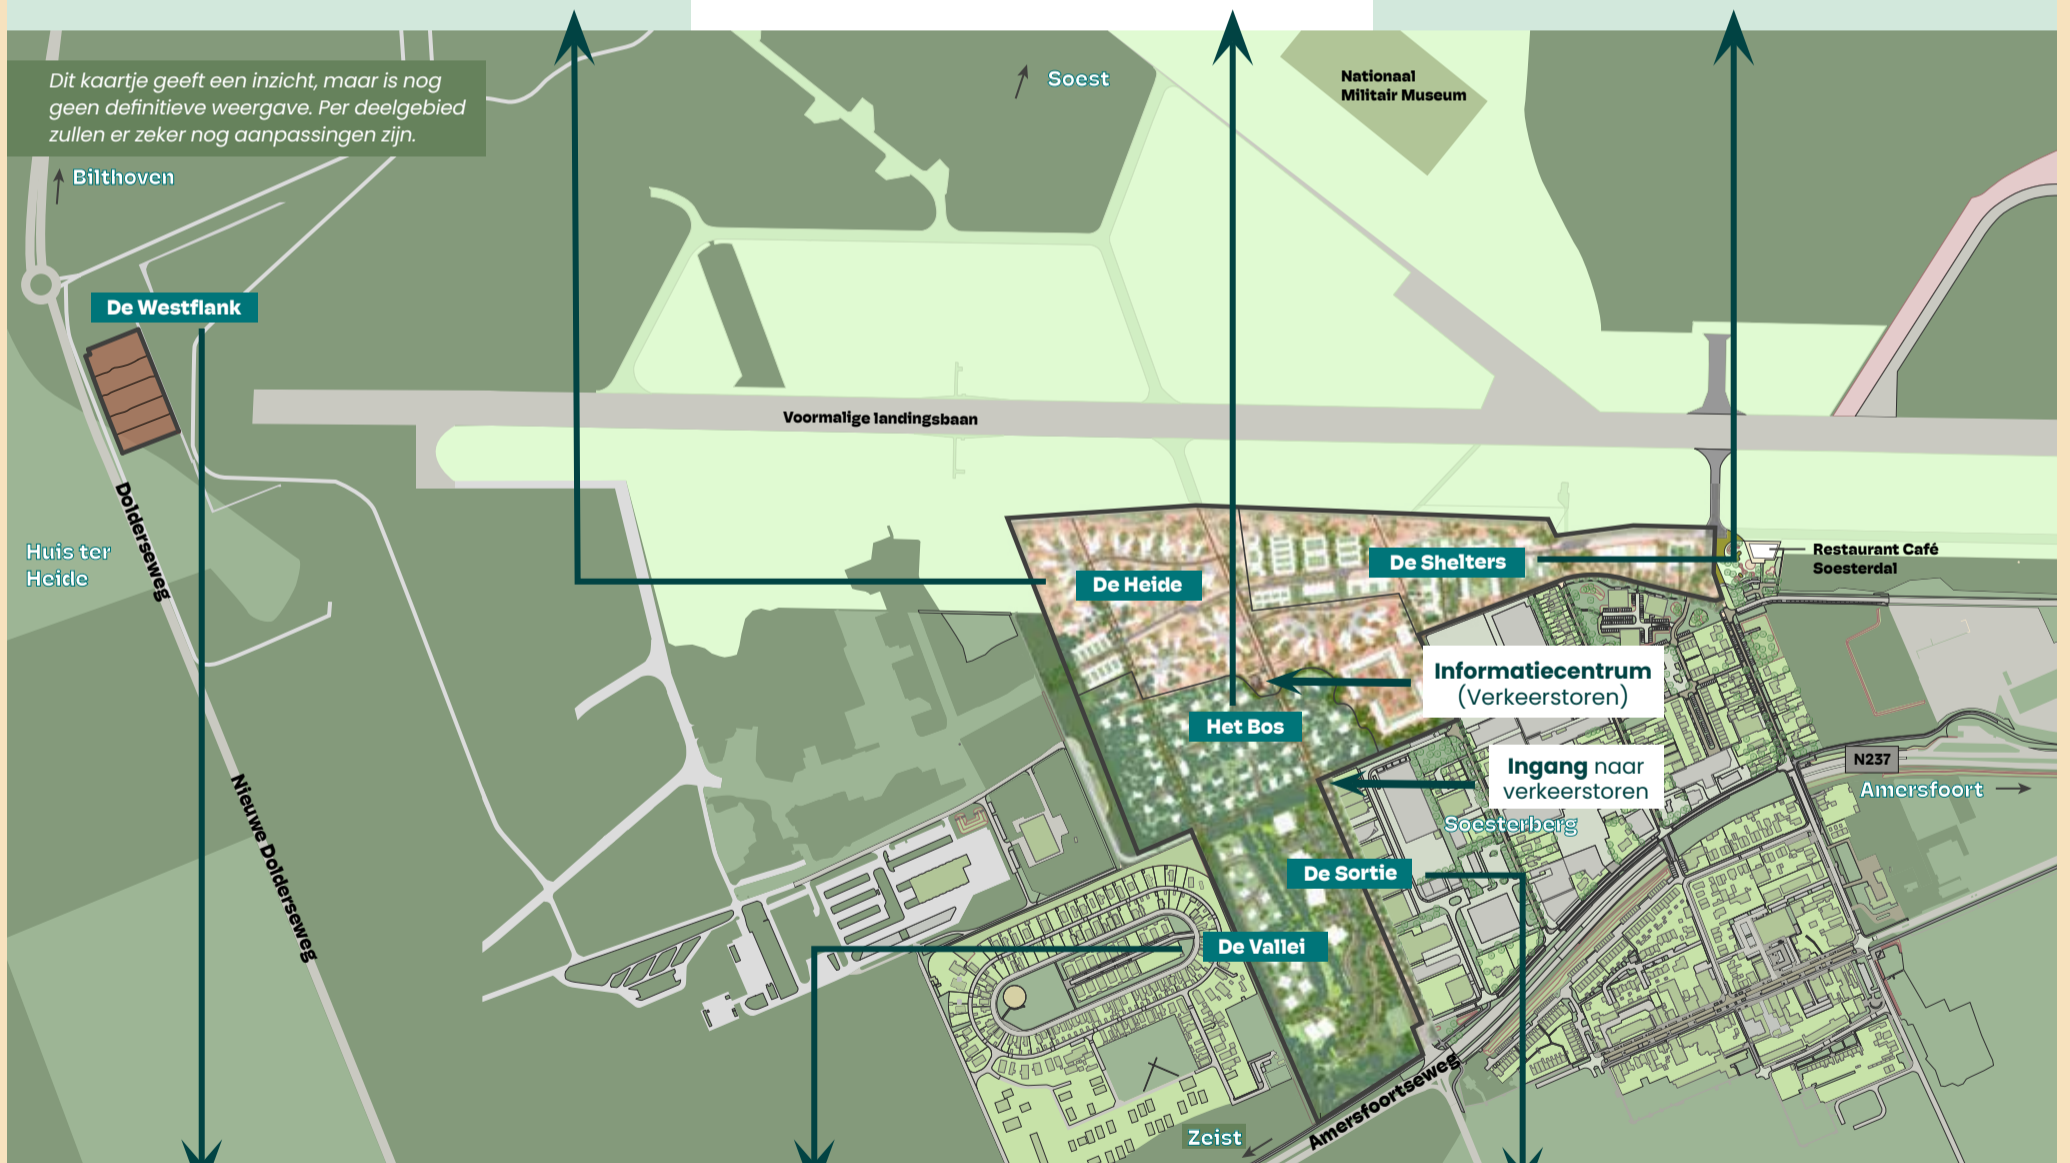 Dit kaartje geeft een inzicht, maar is nog
geen definitieve weergave. Per deelgebied
zullen er zeker nog aanpassingen zijn.
Soest
Nationaal
Militair Museum
Bilthoven
De Westflank
Voormalige landingsbaan
Dolderseweg
Huis ter
Heide
De Shelters
Restaurant Café
Soesterdal
De Heide
Informatiecentrum
(Verkeerstoren)
Het Bos
Ingang naar
verkeerstoren
N237
Amersfoort
Soesterberg
Nieuwe Dolderseweg
De Sortie
De Vallei
Amersfoortseweg
Zeist